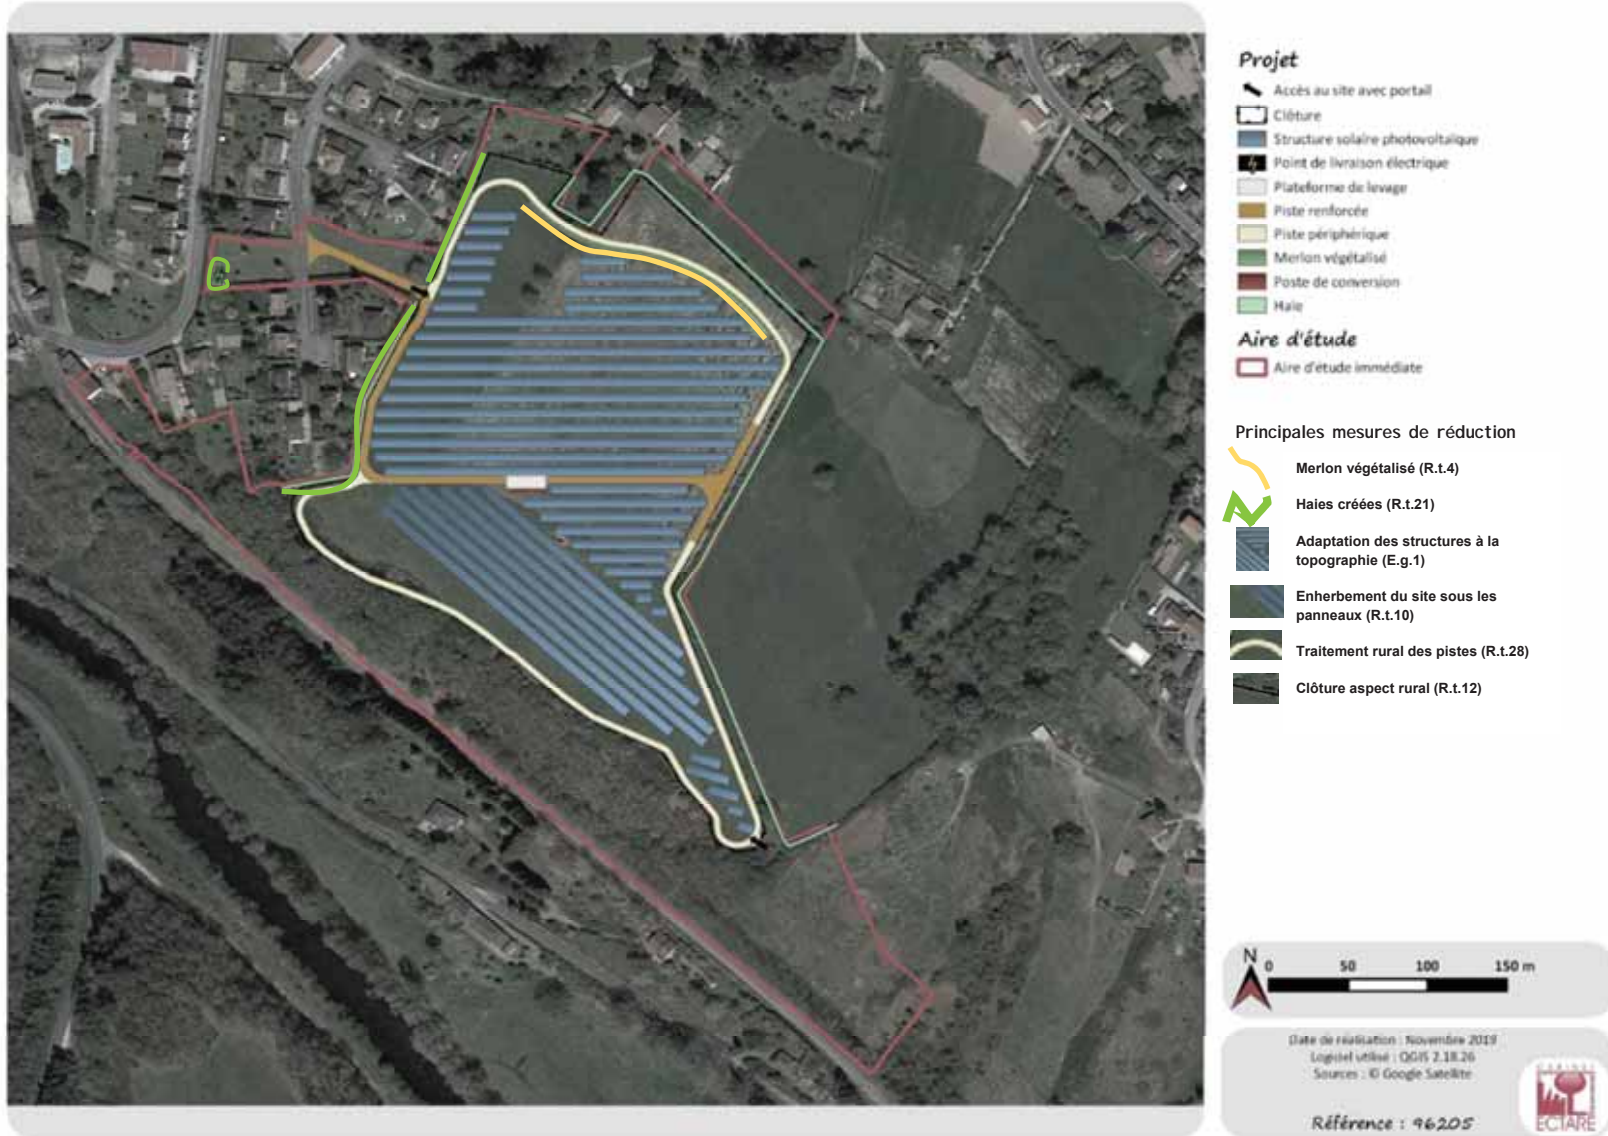 Projet
Accès au site avec portail
Clôture
Structure solaire photovoltaïque
Point de livraison électrique
Plateforme de levage
Piste renforcée
Piste périphérique
Merlon végétalisé
Poste de conversion
Haie
Aire d'étude
Aire d'étude immédiate
Principales mesures de réduction
Merlon végétalisé (R.t.4)
Haies créées (R.t.21)
Adaptation des structures à la
topographie (E.g.1)
Enherbement du site sous les
panneaux (R.t.10)
Traitement rural des pistes (R.t.28)
Clôture aspect rural (R.t.12)
N
0 50 100 150 m
Date de réalisation : Novembre 2019
Logiciel utilisé : QGIS 2.18.26
Sources : © Google Satellite
Référence : 96205
CABINET
ECTARE